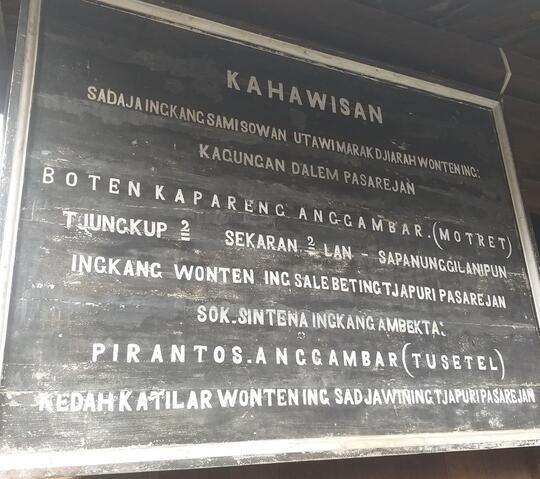 KAHAWISAN
SADAJA INGKANG SAMI SOWAN UTAWI MARAK DJIARAH WONTEN ING:
KAGUNGAN DALEM PASAREJAN
BOTEN KAPARENG ANGGAMBAR.(MOTRET)
TJUNGKUP 2= SEKARAN 2= LAN - SAPANUNGGILANIPUN
INGKANG WONTEN ING SALEBETING TJAPURI PASAREJAN
SOK.SINTENA INGKANG AMBEKTA:
PIRANTOS.ANGGAMBAR(TUSETEL)
KEDAH KATILAR WONTEN ING SADJAWINING TJAPURI PASAREJAN